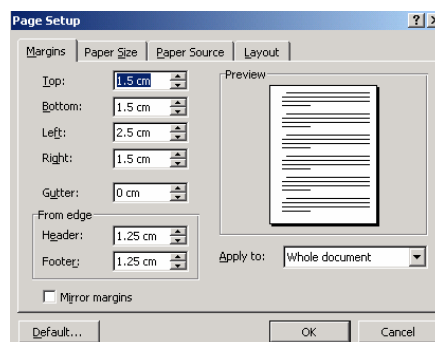 Page Setup
Margins Paper Size Paper Source Layout
Top: 1.5 cm
Bottom: 1.5 cm
Left: 2.5 cm
Right: 1.5 cm
Gutter: 0 cm
From edge
Header: 1.25 cm
Footer: 1.25 cm
Mirror margins
Preview
Apply to: Whole document
Default... OK Cancel